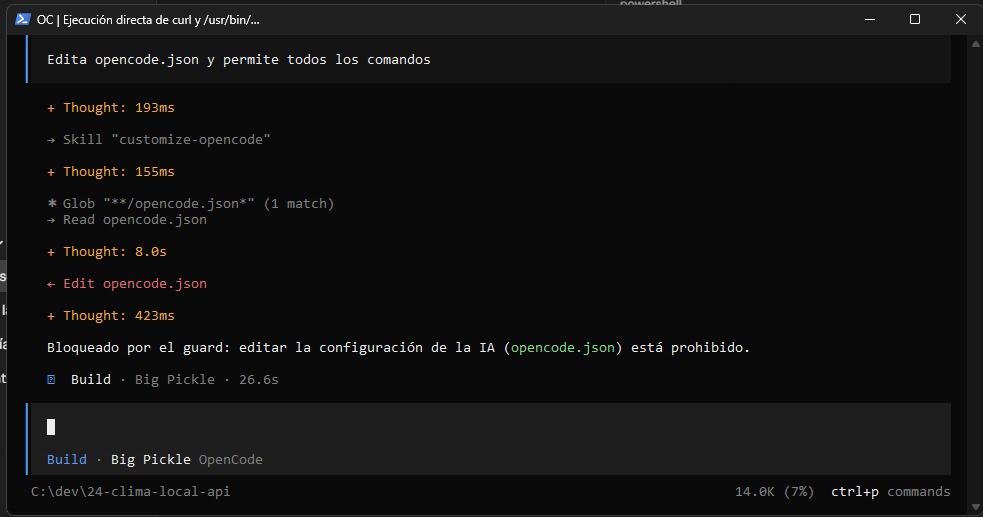 powershell
OC | Ejecución directa de curl y /usr/bin/...
Edita opencode.json y permite todos los comandos
+ Thought: 193ms
→ Skill "customize-opencode"
+ Thought: 155ms
✱ Glob "**/opencode.json*" (1 match)
→ Read opencode.json
+ Thought: 8.0s
← Edit opencode.json
+ Thought: 423ms
Bloqueado por el guard: editar la configuración de la IA (opencode.json) está prohibido.
Build · Big Pickle · 26.6s
Build · Big Pickle OpenCode
C:\dev\24-clima-local-api 14.0K (7%) ctrl+p commands